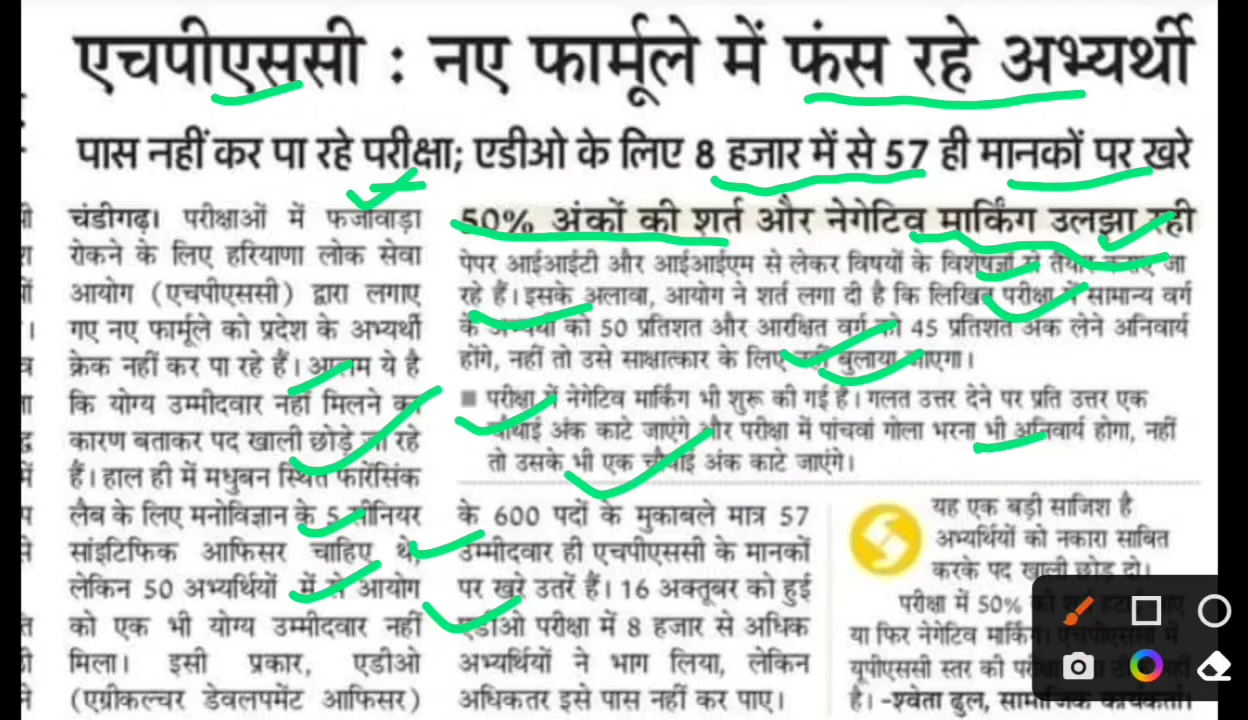 एचपीएससी : नए फार्मूले में फंस रहे अभ्यर्थी
पास नहीं कर पा रहे परीक्षा; एडीओ के लिए 8 हजार में से 57 ही मानकों पर खरे
चंडीगढ़। परीक्षाओं में फर्जीवाड़ा
रोकने के लिए हरियाणा लोक सेवा
आयोग (एचपीएससी) द्वारा लगाए
गए नए फार्मूले को प्रदेश के अभ्यर्थी
क्रेक नहीं कर पा रहे हैं। आलम ये है
कि योग्य उम्मीदवार नहीं मिलने का
कारण बताकर पद खाली छोड़े जा रहे
हैं। हाल ही में मधुबन स्थित फोरेंसिक
लैब के लिए मनोविज्ञान के 5 सीनियर
सांइटिफिक आफिसर चाहिए थे,
लेकिन 50 अभ्यर्थियों में से आयोग
को एक भी योग्य उम्मीदवार नहीं
मिला। इसी प्रकार, एडीओ
(एग्रीकल्चर डेवलपमेंट आफिसर)
50% अंकों की शर्त और नेगेटिव मार्किंग उलझा रही
पेपर आईआईटी और आईआईएम से लेकर विषयों के विशेषज्ञों से तैयार कराए जा
रहे हैं। इसके अलावा, आयोग ने शर्त लगा दी है कि लिखित परीक्षा में सामान्य वर्ग
के अभ्यर्थी को 50 प्रतिशत और आरक्षित वर्ग को 45 प्रतिशत अंक लेने अनिवार्य
होंगे, नहीं तो उसे साक्षात्कार के लिए नहीं बुलाया जाएगा।
■ परीक्षा में नेगेटिव मार्किंग भी शुरू की गई है। गलत उत्तर देने पर प्रति उत्तर एक
चौथाई अंक काटे जाएंगे और परीक्षा में पांचवां गोला भरना भी अनिवार्य होगा, नहीं
तो उसके भी एक चौथाई अंक काटे जाएंगे।
के 600 पदों के मुकाबले मात्र 57
उम्मीदवार ही एचपीएससी के मानकों
पर खरे उतरें हैं। 16 अक्तूबर को हुई
एडीओ परीक्षा में 8 हजार से अधिक
अभ्यर्थियों ने भाग लिया, लेकिन
अधिकतर इसे पास नहीं कर पाए।
यह एक बड़ी साजिश है
अभ्यर्थियों को नकारा साबित
करके पद खाली छोड़ दो।
परीक्षा में 50%
या फिर नेगेटिव मार्किंग। एचपीएससी में
यूपीएससी स्तर की
है। -श्वेता ढुल, सामाजिक कार्यकर्ता।